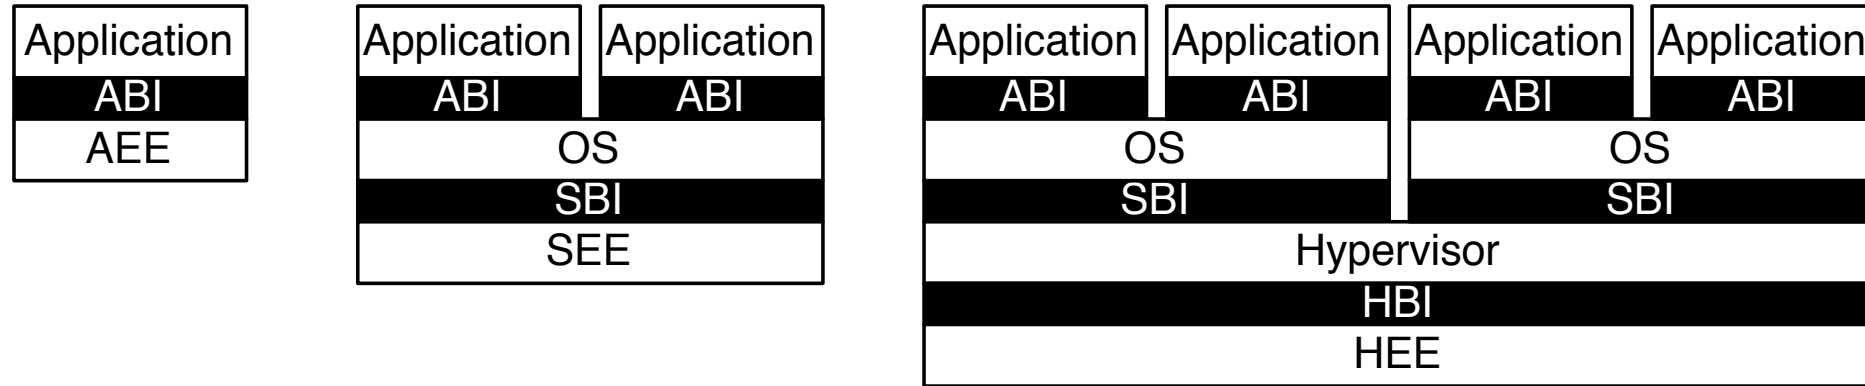 Application
ABI
AEE
Application Application
ABI ABI
OS
SBI
SEE
Application Application Application Application
ABI ABI ABI ABI
OS OS
SBI SBI
Hypervisor
HBI
HEE